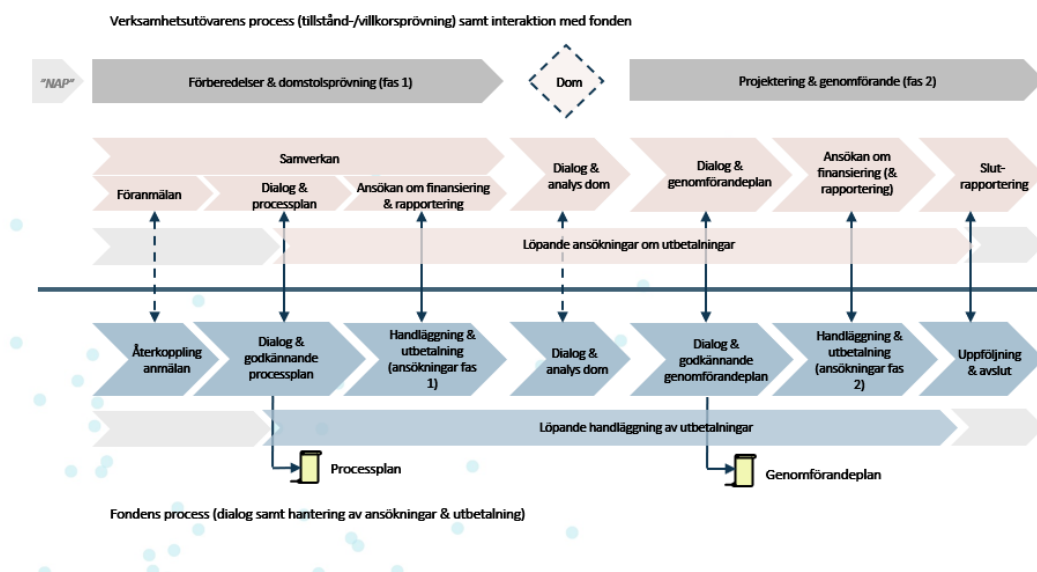 Verksamhetsutövarens process (tillstånd-/villkorsprövning) samt interaktion med fonden
"NAP"
Förberedelser & domstolsprövning (fas 1)
Dom
Projektering & genomförande (fas 2)
Samverkan
Föranmälan
Dialog &
processplan
Ansökan om finansiering
& rapportering
Dialog &
analys dom
Dialog &
genomförandeplan
Ansökan om
finansiering (&
rapportering)
Slut-
rapportering
Löpande ansökningar om utbetalningar
Återkoppling
anmälan
Dialog &
godkännande
processplan
Handläggning &
utbetalning
(ansökningar fas
1)
Dialog &
analys dom
Dialog &
godkännande
genomförandeplan
Handläggning &
utbetalning
(ansökningar fas
2)
Uppföljning
& avslut
Löpande handläggning av utbetalningar
Processplan
Genomförandeplan
Fondens process (dialog samt hantering av ansökningar & utbetalning)